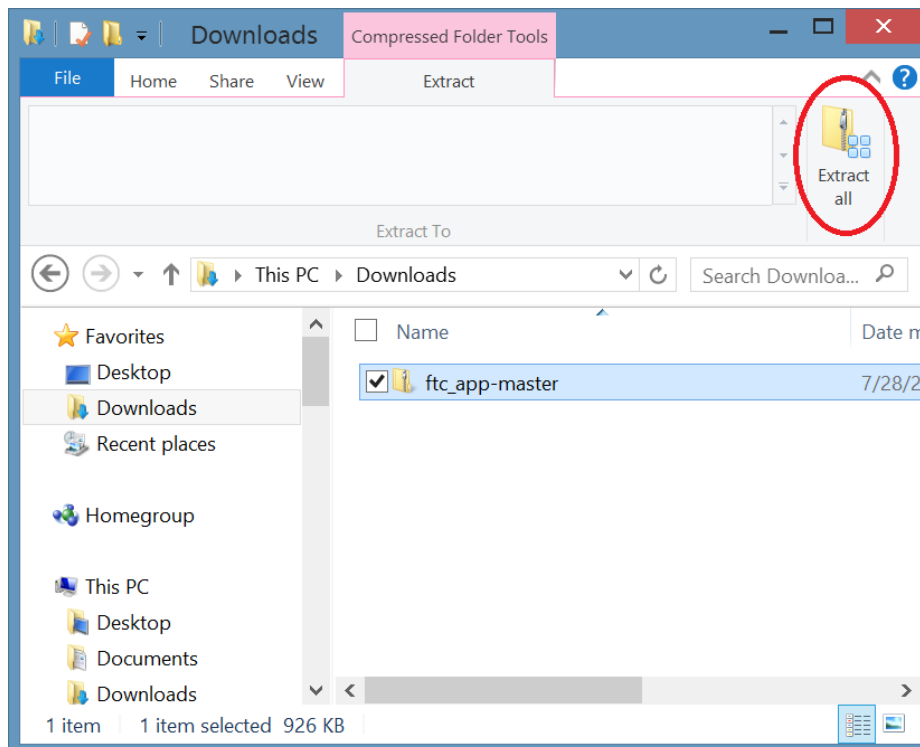 Downloads
Compressed Folder Tools
File
Home
Share
View
Extract
Extract
all
Extract To
This PC
Downloads
Search Downloa...
Favorites
Desktop
Downloads
Recent places
Homegroup
This PC
Desktop
Documents
Downloads
Name
Date m
ftc_app-master
7/28/2
1 item
1 item selected 926 KB